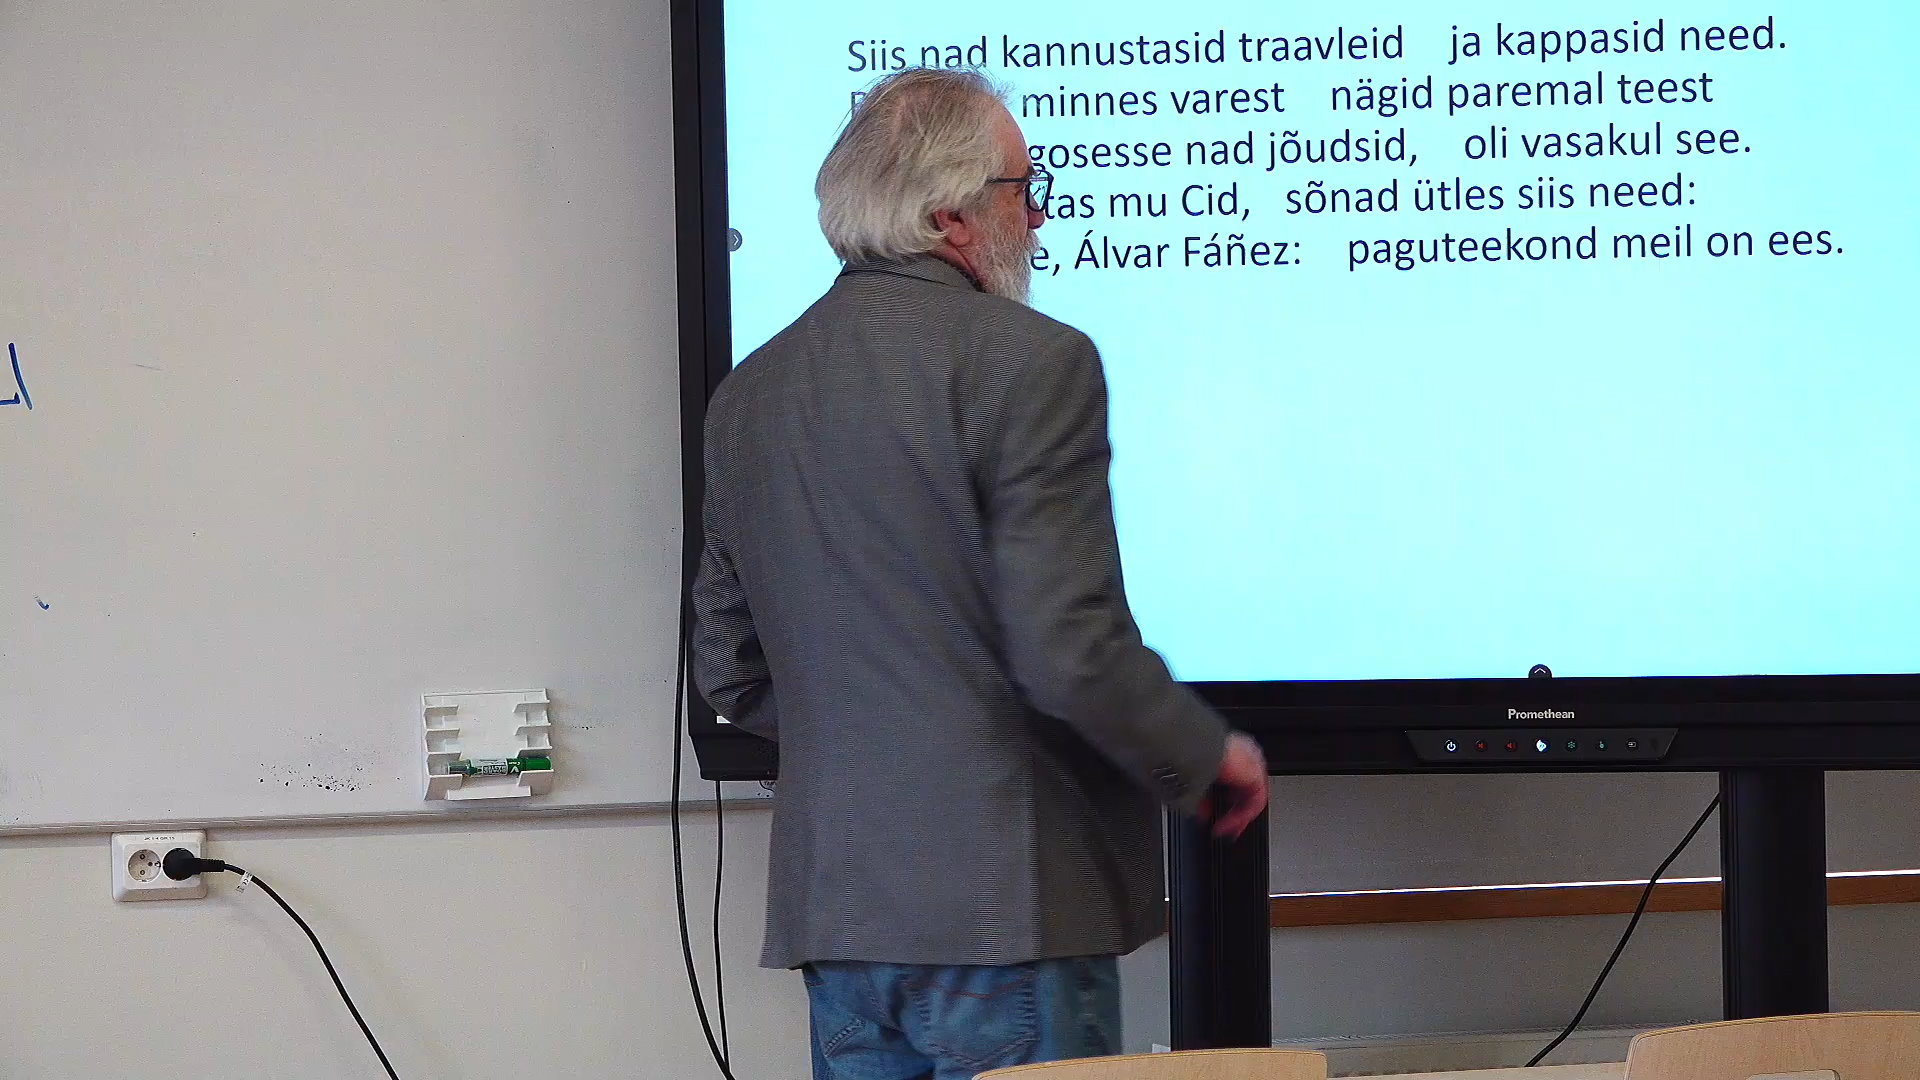 Siis nad kannustasid traavleid ja kappasid need.
minnes varest nägid paremal teest
gosesse nad jõudsid, oli vasakul see.
tas mu Cid, sõnad ütles siis need:
e, Álvar Fáñez: paguteekond meil on ees.
Promethean